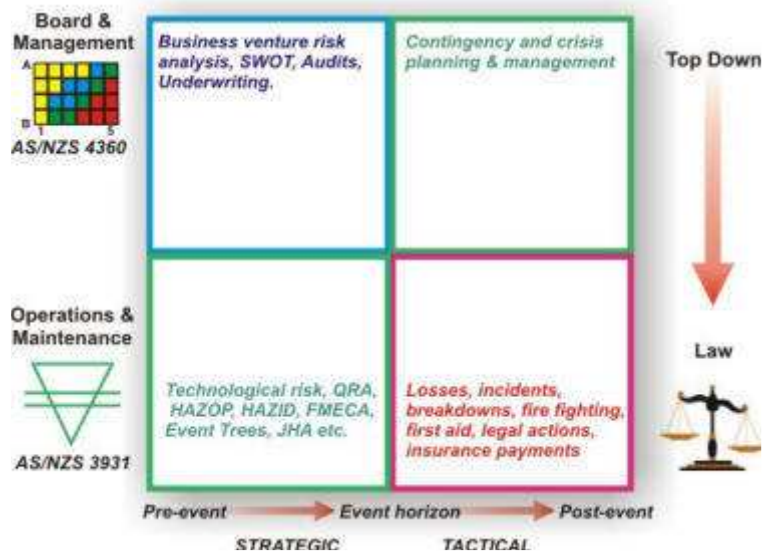 Board &
Management
A
B
1 5
AS/NZS 4360
Business venture risk
analysis, SWOT, Audits,
Underwriting.
Contingency and crisis
planning & management
Top Down
Operations &
Maintenance
AS/NZS 3931
Technological risk, QRA,
HAZOP, HAZID, FMECA,
Event Trees, JHA etc.
Losses, incidents,
breakdowns, fire fighting,
first aid, legal actions,
insurance payments
Law
Pre-event Event horizon Post-event
STRATEGIC TACTICAL